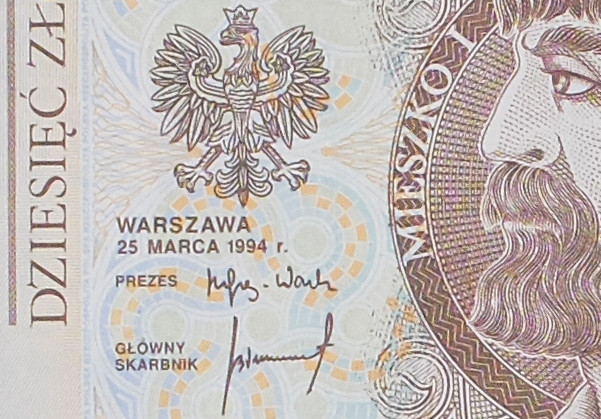 DZIESIĘĆ ZŁ
MIESZKO I
WARSZAWA
25 MARCA 1994 r.
PREZES
GŁÓWNY
SKARBNIK